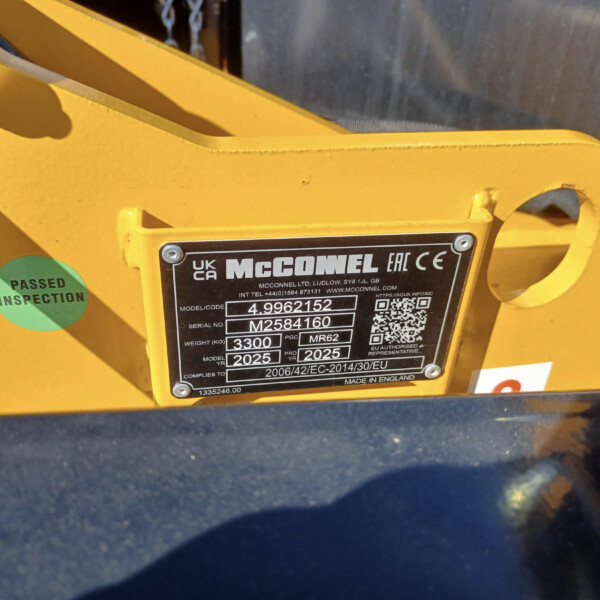 PASSED
INSPECTION
UK
CA
McCONNEL EAC CE
MCCONNEL LTD, LUDLOW, SY8 1JL, GB
INT TEL +44(0)1584 873131 WWW.MCCONNEL.COM
MODEL/CODE 4.9962152
SERIAL NO. M2584160
WEIGHT (KG) 3300 PGC MR62
MODEL YR 2025 PRD YR 2025
COMPLIES TO 2006/42/EC-2014/30/EU
EU AUTHORISED
REPRESENTATIVE
1335246.00 MADE IN ENGLAND